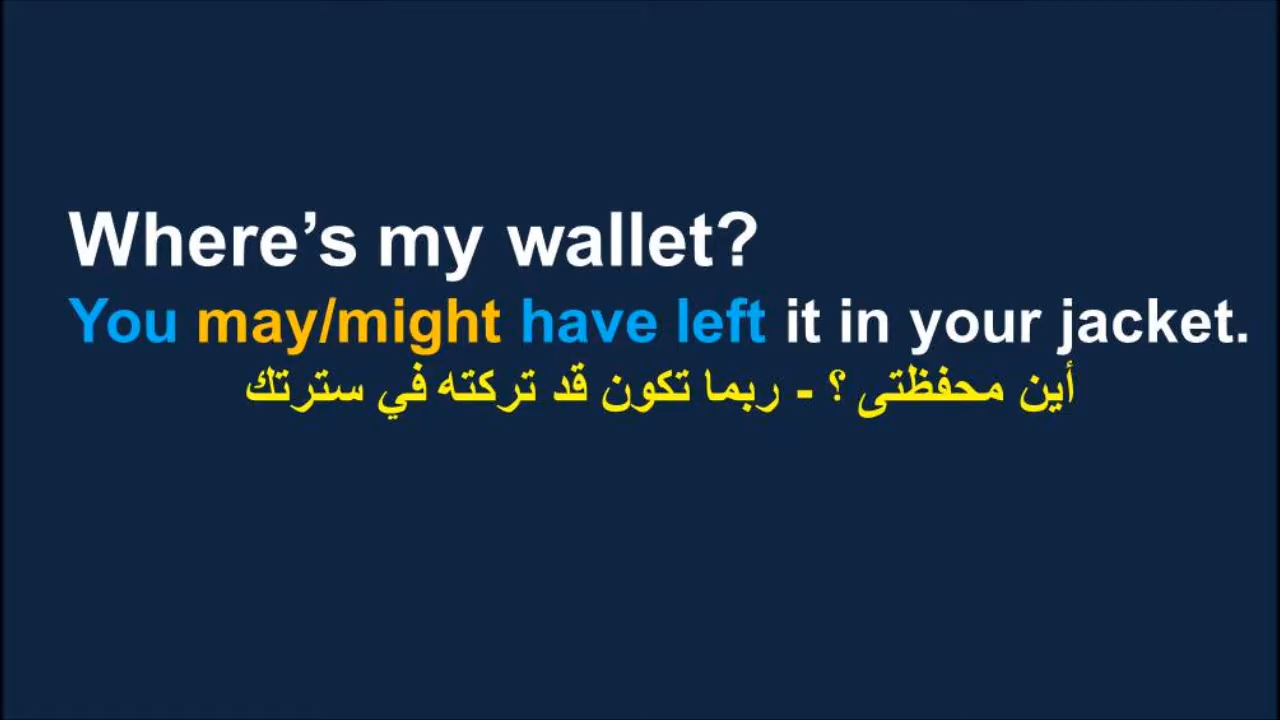 Where’s my wallet?
You may/might have left it in your jacket.
أين محفظتى ؟ - ربما تكون قد تركته في سترتك